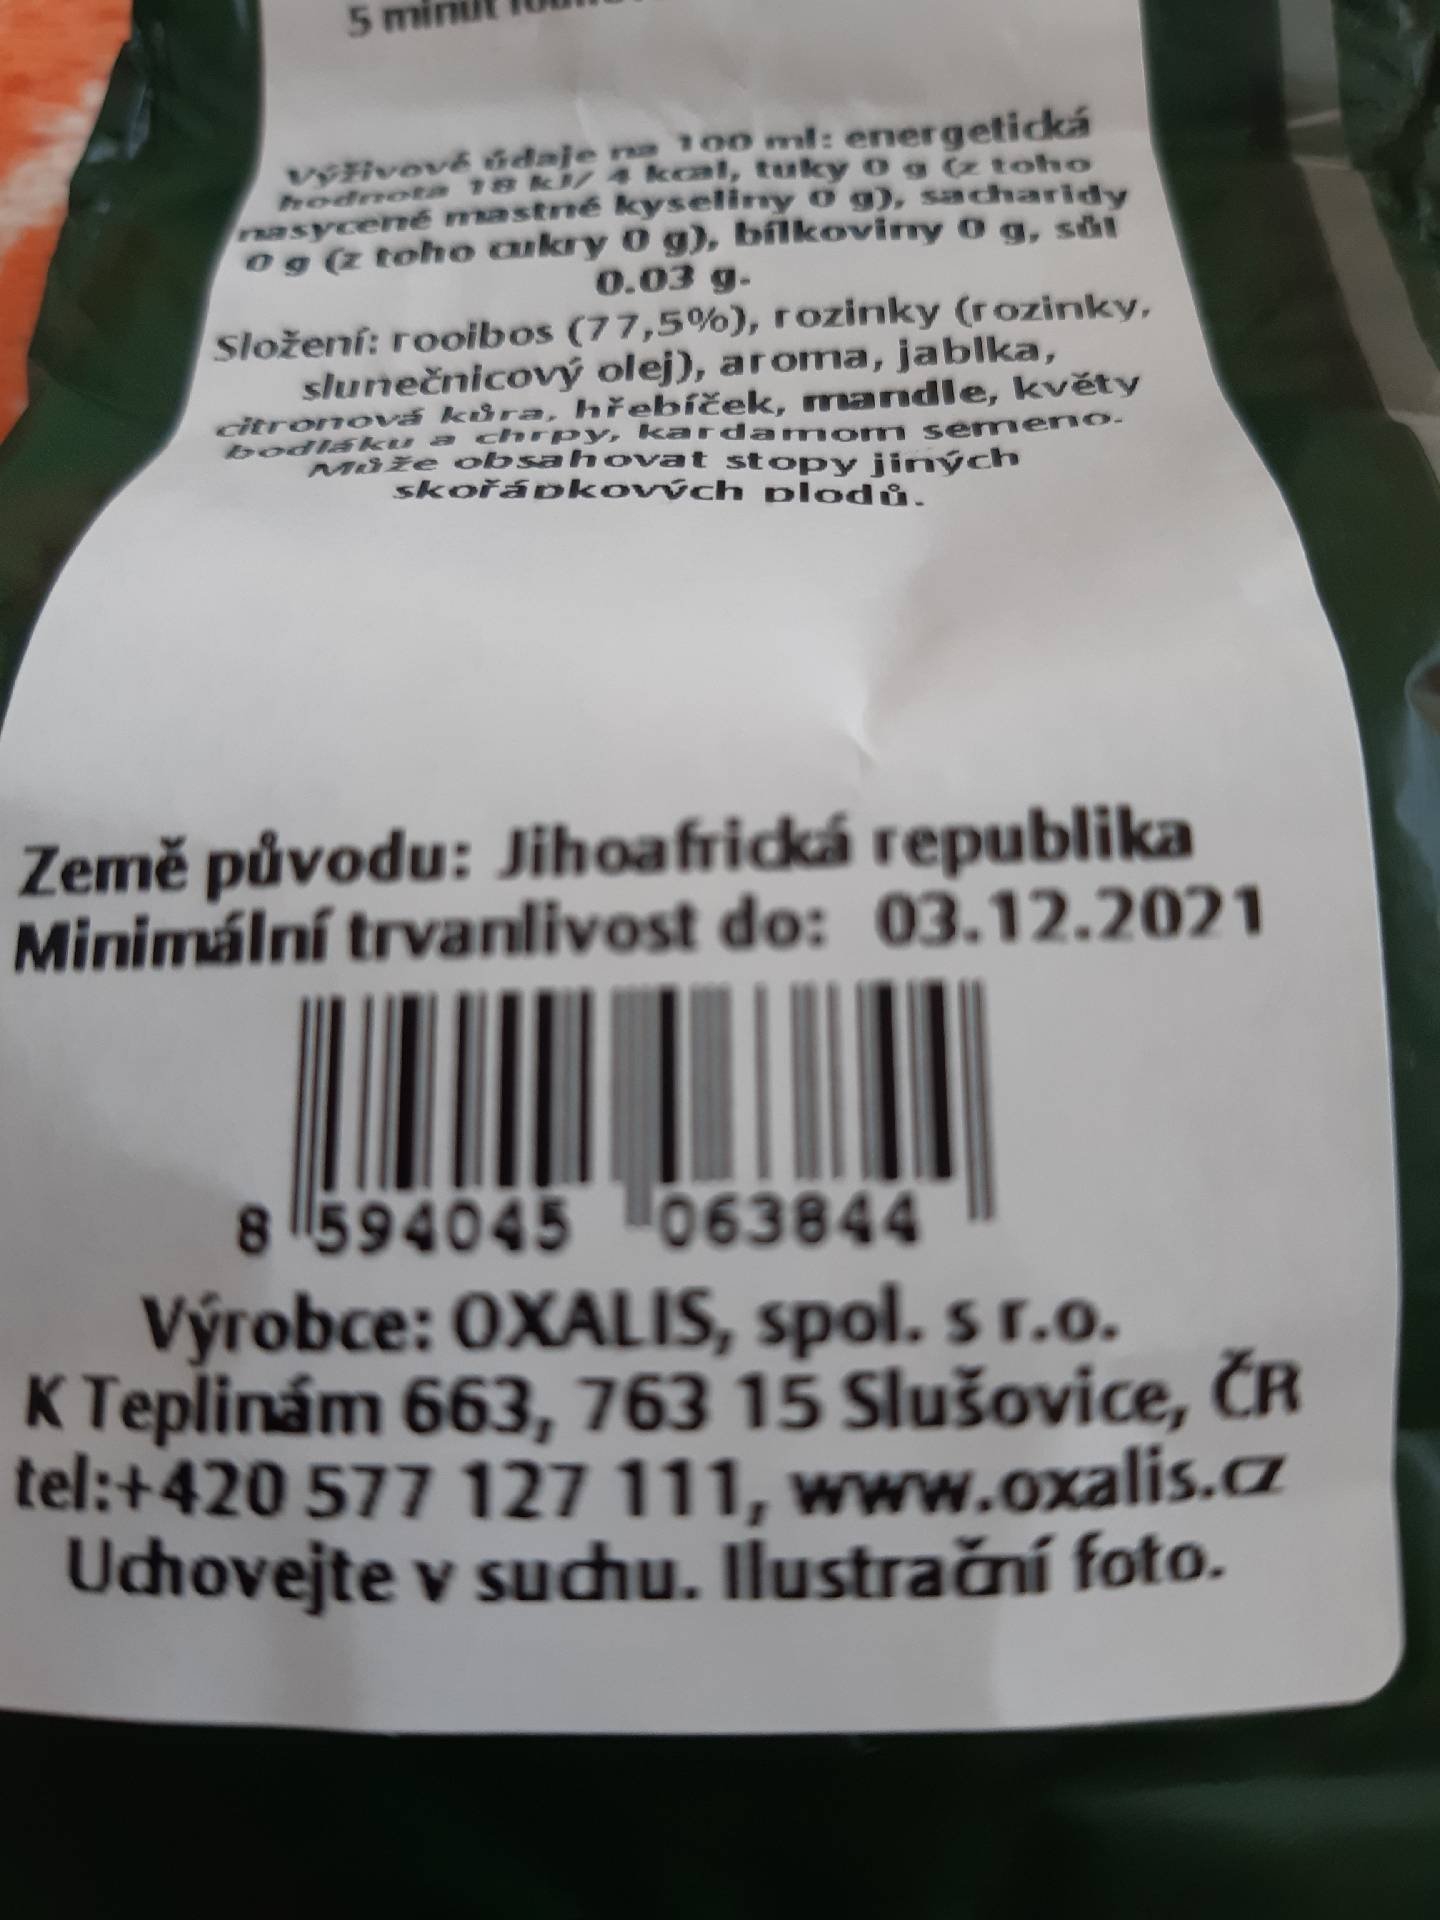 5 minut
Výživové údaje na 100 ml: energetická
hodnota 18 kJ/ 4 kcal, tuky 0 g (z toho
nasycené mastné kyseliny 0 g), sacharidy
0 g (z toho cukry 0 g), bílkoviny 0 g, sůl
0.03 g.
Složení: rooibos (77,5%), rozinky (rozinky,
slunečnicový olej), aroma, jablka,
citronová kůra, hřebíček, mandle, květy
bodláku a chrpy, kardamom semeno.
Může obsahovat stopy jiných
skořápkových plodů.
Země původu: Jihoafrická republika
Minimální trvanlivost do: 03.12.2021
8 594045 063844
Výrobce: OXALIS, spol. s r.o.
K Teplinám 663, 763 15 Slušovice, ČR
tel:+420 577 127 111, www.oxalis.cz
Uchovejte v suchu. Ilustrační foto.